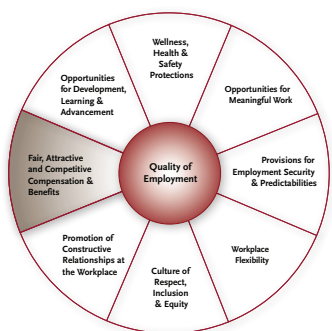 Wellness,
Health &
Safety
Protections
Opportunities for
Meaningful Work
Provisions for
Employment Security
& Predictabilities
Workplace
Flexibility
Culture of
Respect,
Inclusion
& Equity
Promotion of
Constructive
Relationships at
the Workplace
Fair, Attractive
and Competitive
Compensation &
Benefits
Opportunities
for Development,
Learning &
Advancement
Quality of
Employment